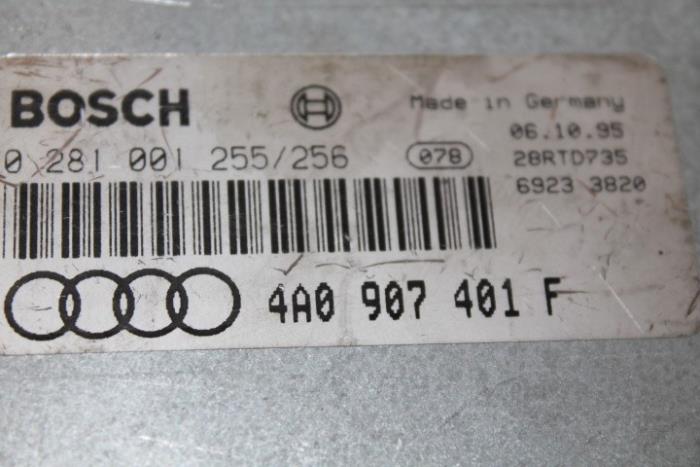 BOSCH
Made in Germany
06.10.95
0 281 001 255/256
078
28RTD735
6923 3820
4A0 907 401 F